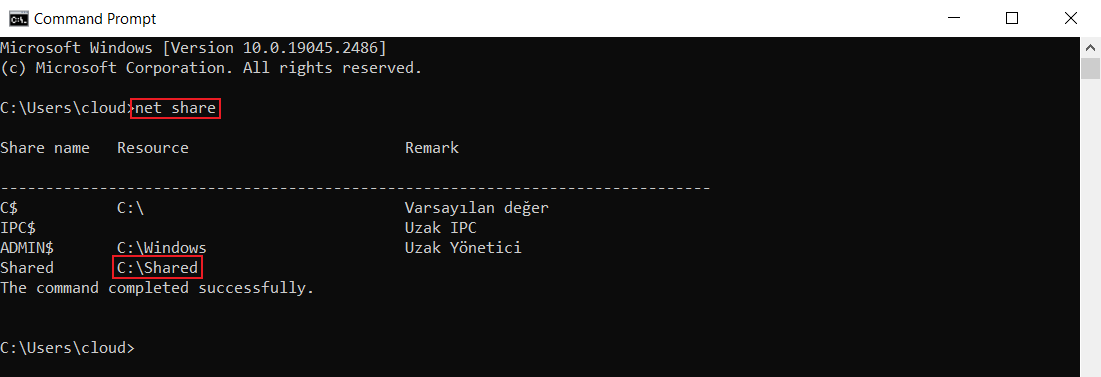 Command Prompt
Microsoft Windows [Version 10.0.19045.2486]
(c) Microsoft Corporation. All rights reserved.
C:\Users\cloud>net share
Share name   Resource                        Remark
-------------------------------------------------------------------------------
C$           C:\                             Varsayılan değer
IPC$                                         Uzak IPC
ADMIN$       C:\Windows                      Uzak Yönetici
Shared       C:\Shared
The command completed successfully.
C:\Users\cloud>